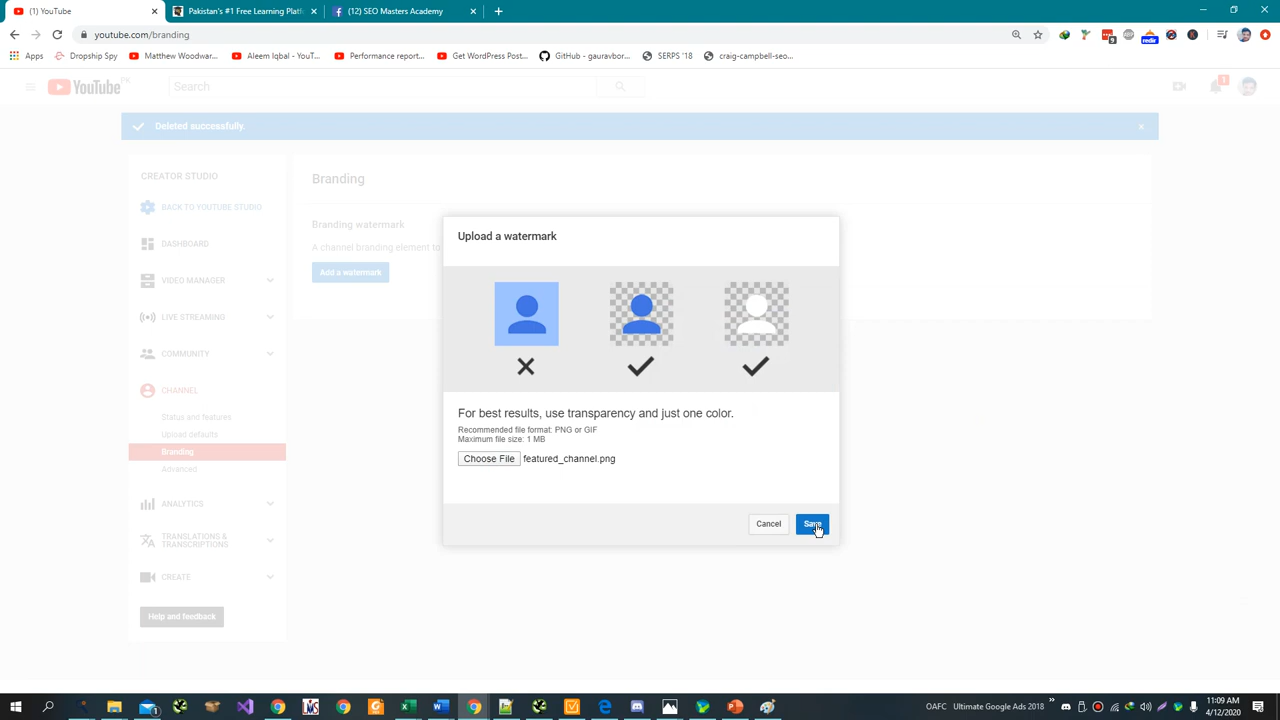 (1) YouTube
Pakistan's #1 Free Learning Platf
(12) SEO Masters Academy
youtube.com/branding
9
redir
Apps
Dropship Spy
Matthew Woodwar...
Aleem Iqbal - YouT...
Performance report...
Get WordPress Post...
GitHub - gauravbor...
SERPS '18
craig-campbell-seo...
YouTube
Search
1
Deleted successfully.
CREATOR STUDIO
BACK TO YOUTUBE STUDIO
DASHBOARD
VIDEO MANAGER
LIVE STREAMING
COMMUNITY
CHANNEL
Status and features
Upload defaults
Branding
Advanced
ANALYTICS
TRANSLATIONS &
TRANSCRIPTIONS
CREATE
Help and feedback
Branding
Branding watermark
A channel branding element to
Add a watermark
Upload a watermark
For best results, use transparency and just one color.
Recommended file format: PNG or GIF
Maximum file size: 1 MB
Choose File featured_channel.png
Cancel
Save
OAFC
Ultimate Google Ads 2018
11:09 AM
4/12/2020